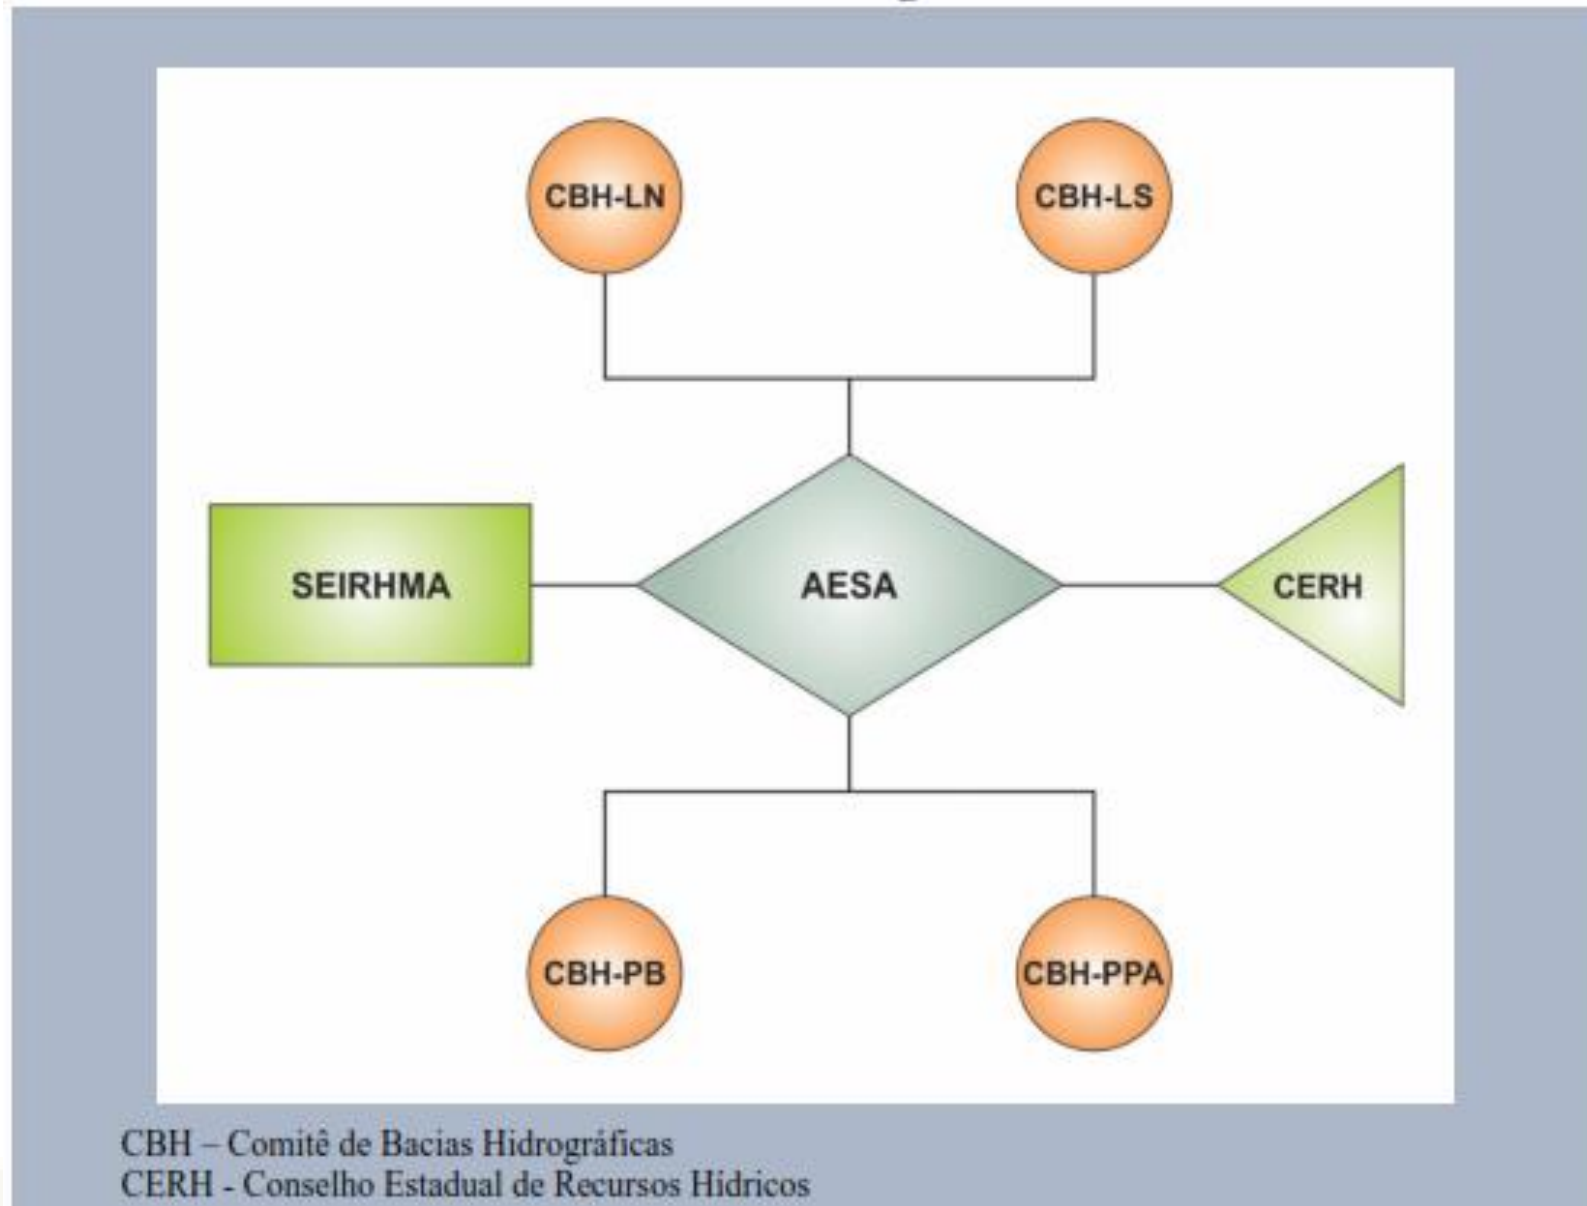 CBH-LN
CBH-LS
SEIRHMA
AESA
CERH
CBH-PB
CBH-PPA
CBH – Comitê de Bacias Hidrográficas
CERH - Conselho Estadual de Recursos Hídricos